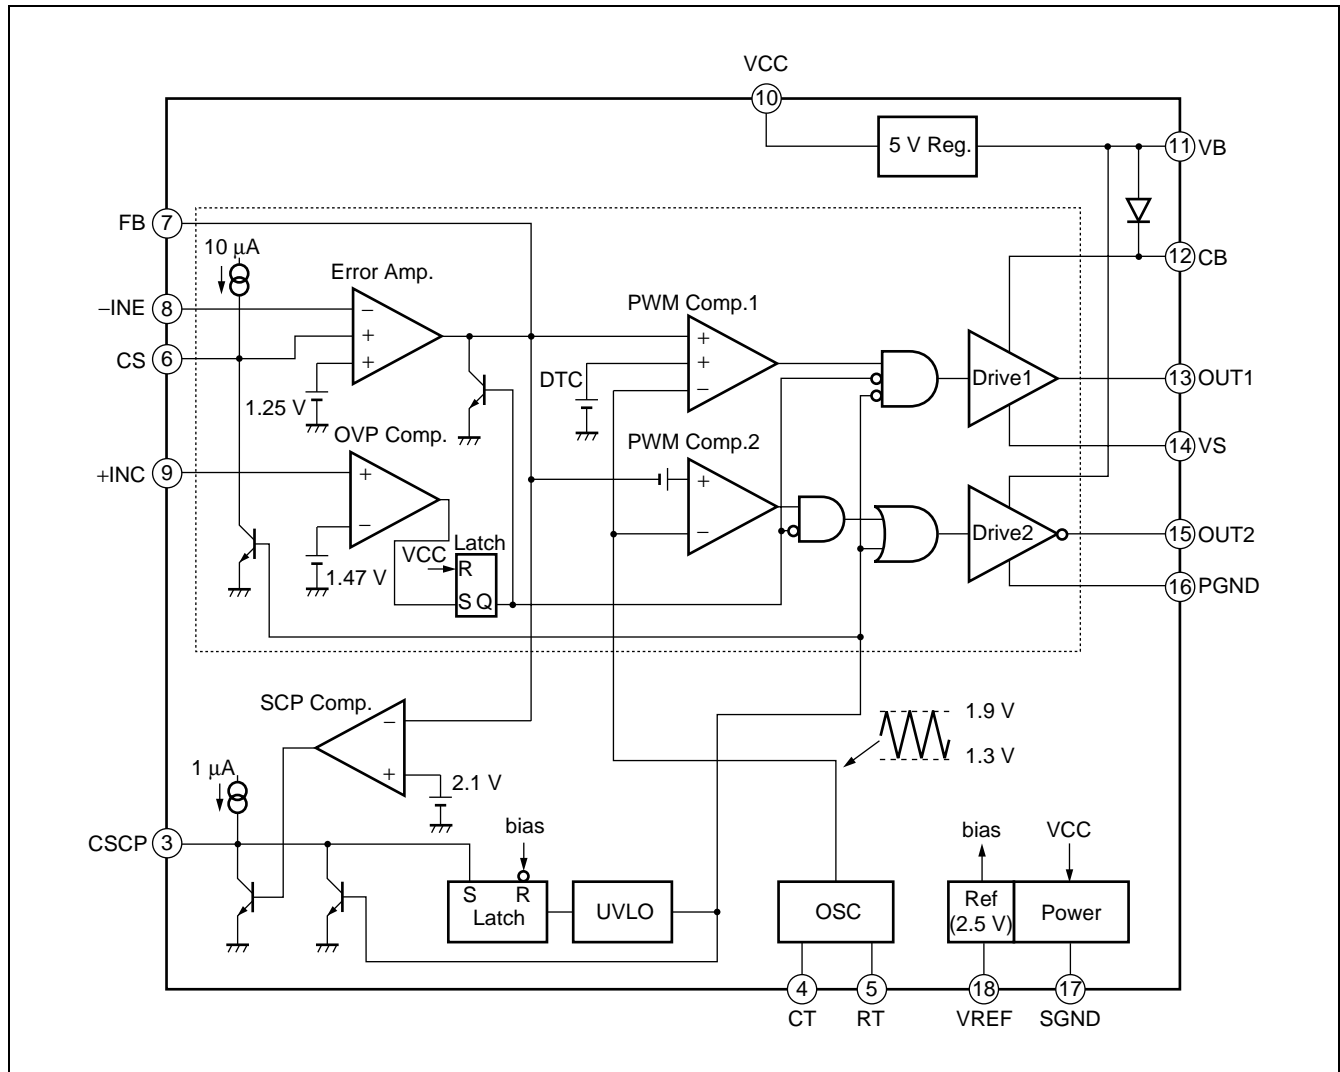 VCC
10
5 V Reg.
11 VB
FB 7
10 μA
Error Amp.
12 CB
−INE 8
−
+
+
CS 6
1.25 V
PWM Comp.1
+
+
−
DTC
Drive1
13 OUT1
14 VS
OVP Comp.
+INC 9
+
−
1.47 V
VCC
Latch
R
S Q
PWM Comp.2
+
−
Drive2
15 OUT2
16 PGND
SCP Comp.
−
+
2.1 V
1.9 V
1.3 V
1 μA
CSCP 3
bias
S R
Latch
UVLO
OSC
bias
VCC
Ref
(2.5 V)
Power
4
5
18
17
CT
RT
VREF
SGND